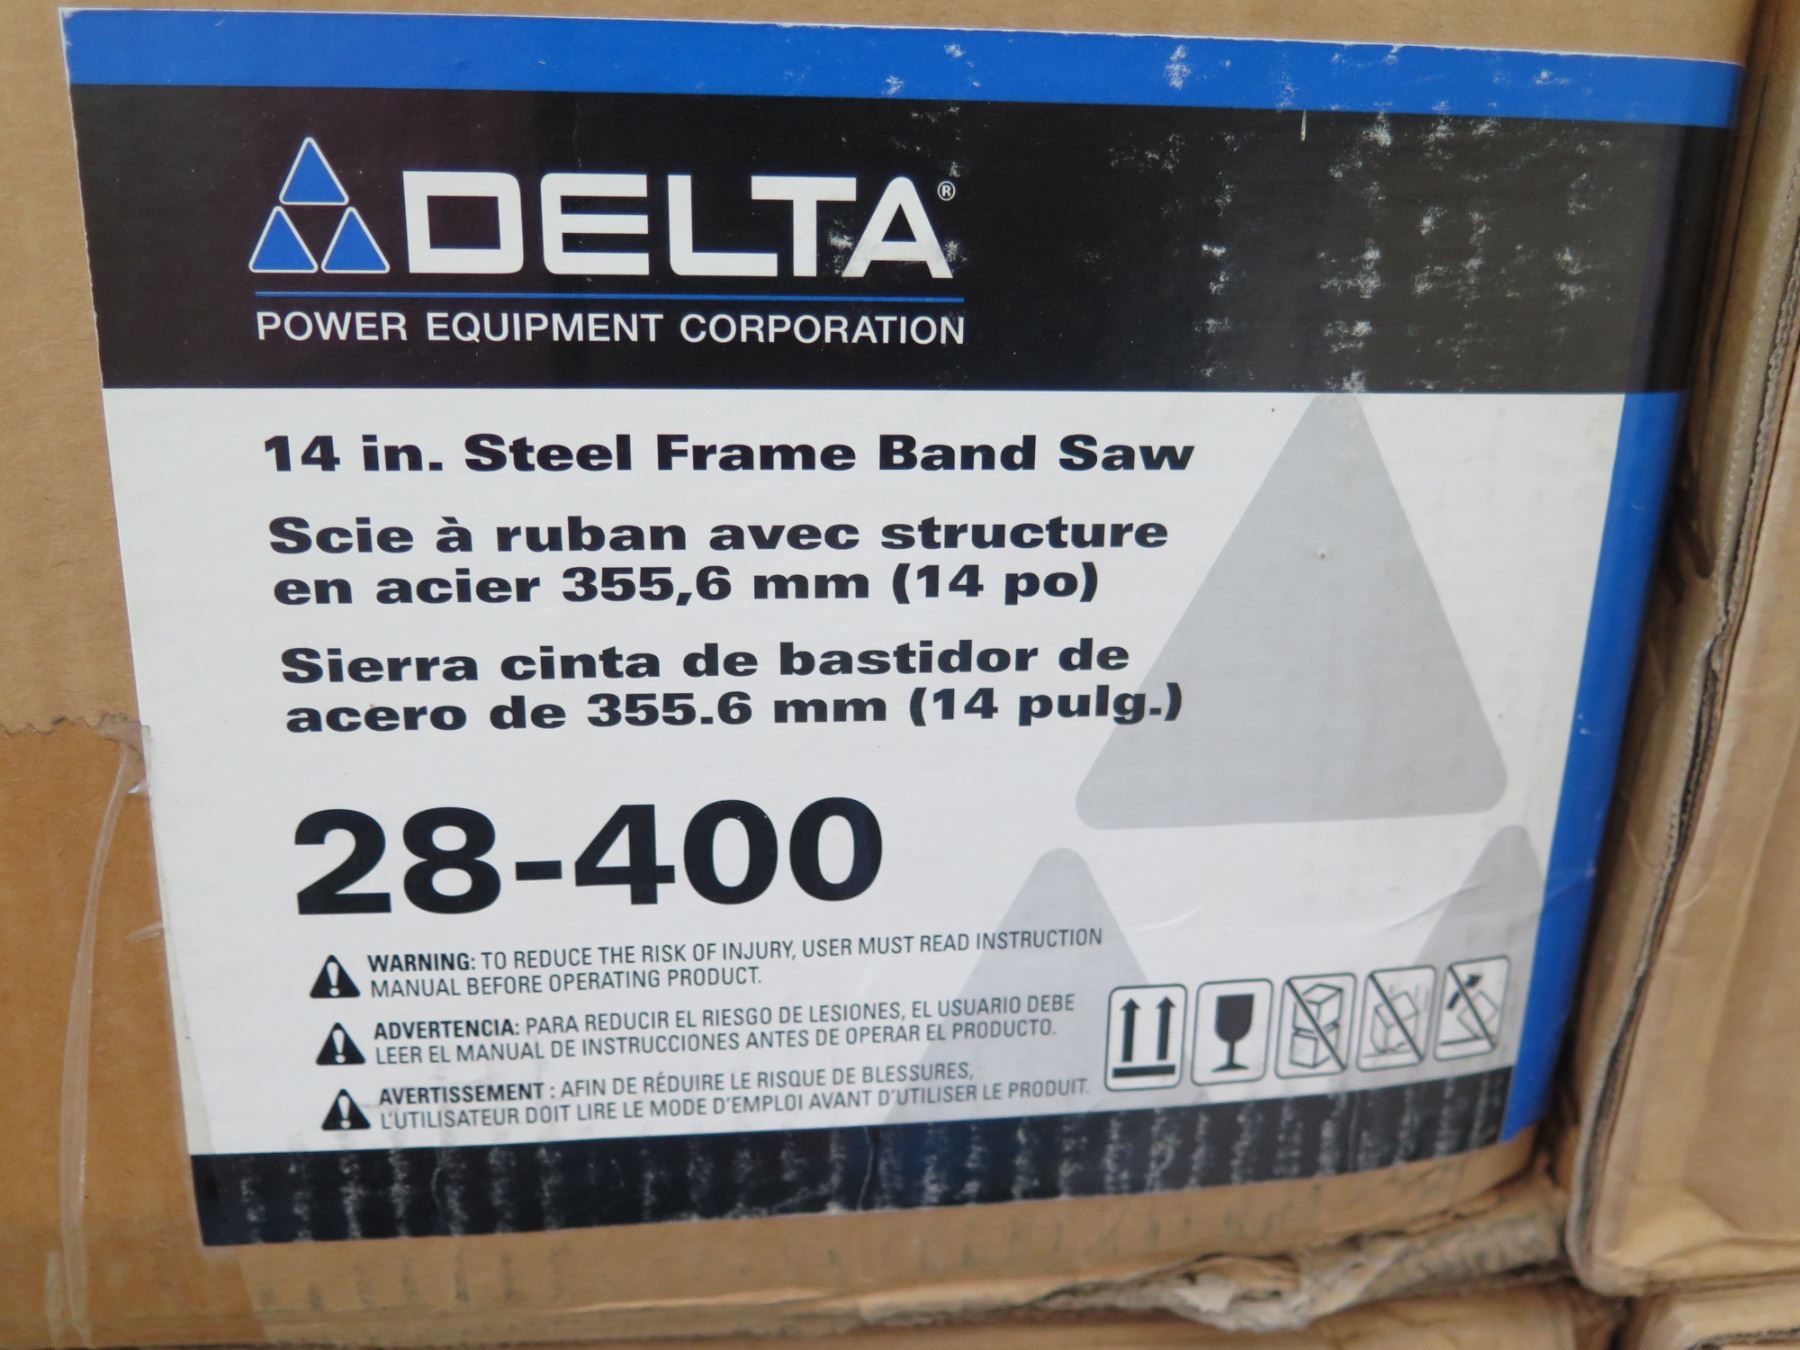 DELTA®
POWER EQUIPMENT CORPORATION
14 in. Steel Frame Band Saw
Scie à ruban avec structure
en acier 355,6 mm (14 po)
Sierra cinta de bastidor de
acero de 355.6 mm (14 pulg.)
28-400
WARNING: TO REDUCE THE RISK OF INJURY, USER MUST READ INSTRUCTION
MANUAL BEFORE OPERATING PRODUCT.
ADVERTENCIA: PARA REDUCIR EL RIESGO DE LESIONES, EL USUARIO DEBE
LEER EL MANUAL DE INSTRUCCIONES ANTES DE OPERAR EL PRODUCTO.
AVERTISSEMENT : AFIN DE RÉDUIRE LE RISQUE DE BLESSURES,
L'UTILISATEUR DOIT LIRE LE MODE D'EMPLOI AVANT D'UTILISER LE PRODUIT.